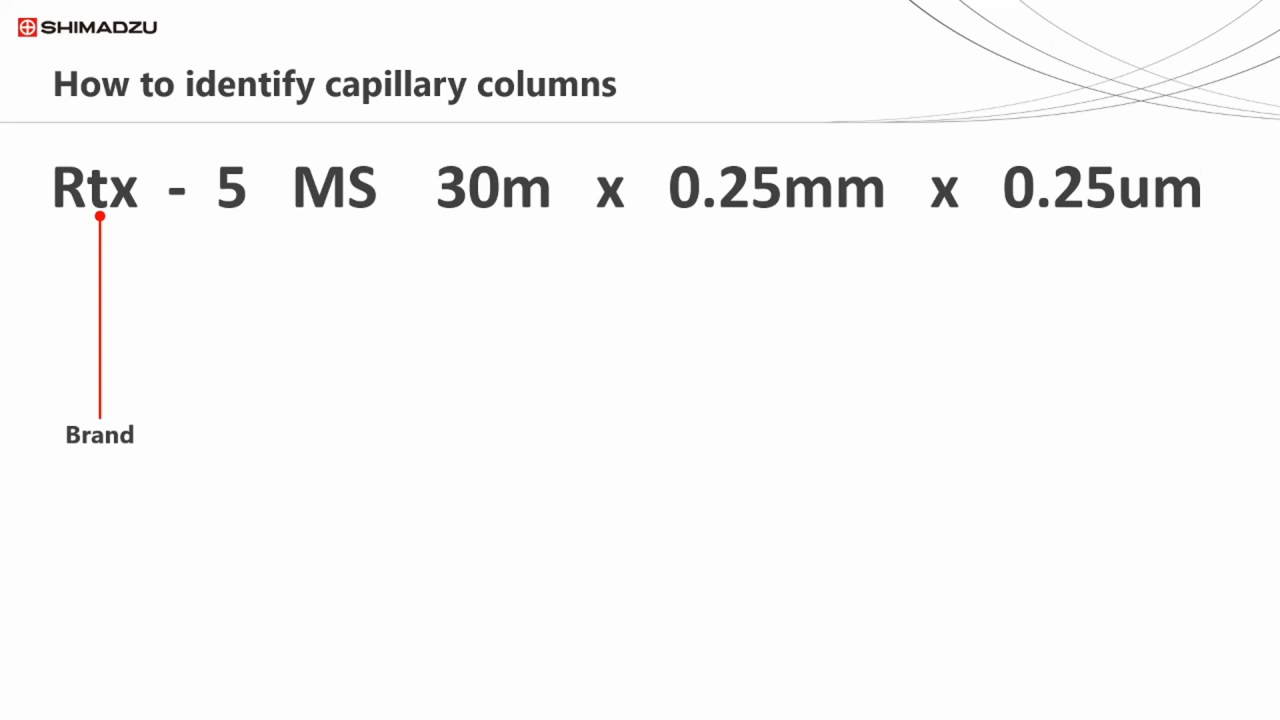 SHIMADZU
How to identify capillary columns
Rtx - 5 MS 30m x 0.25mm x 0.25um
Brand